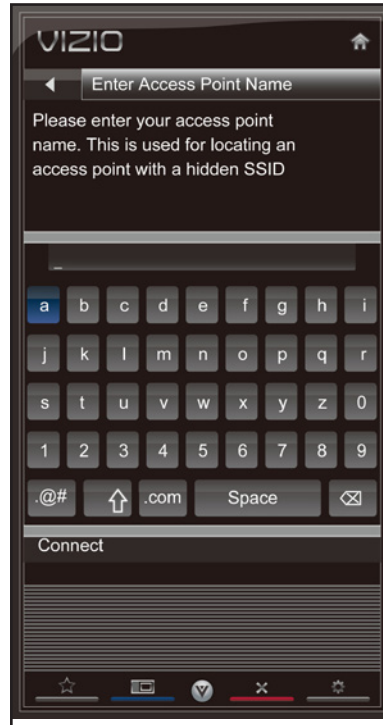 VIZIO
Enter Access Point Name
Please enter your access point
name. This is used for locating an
access point with a hidden SSID
_
a b c d e f g h i
j k l m n o p q r
s t u v w x y z 0
1 2 3 4 5 6 7 8 9
.@# .com Space
Connect
V